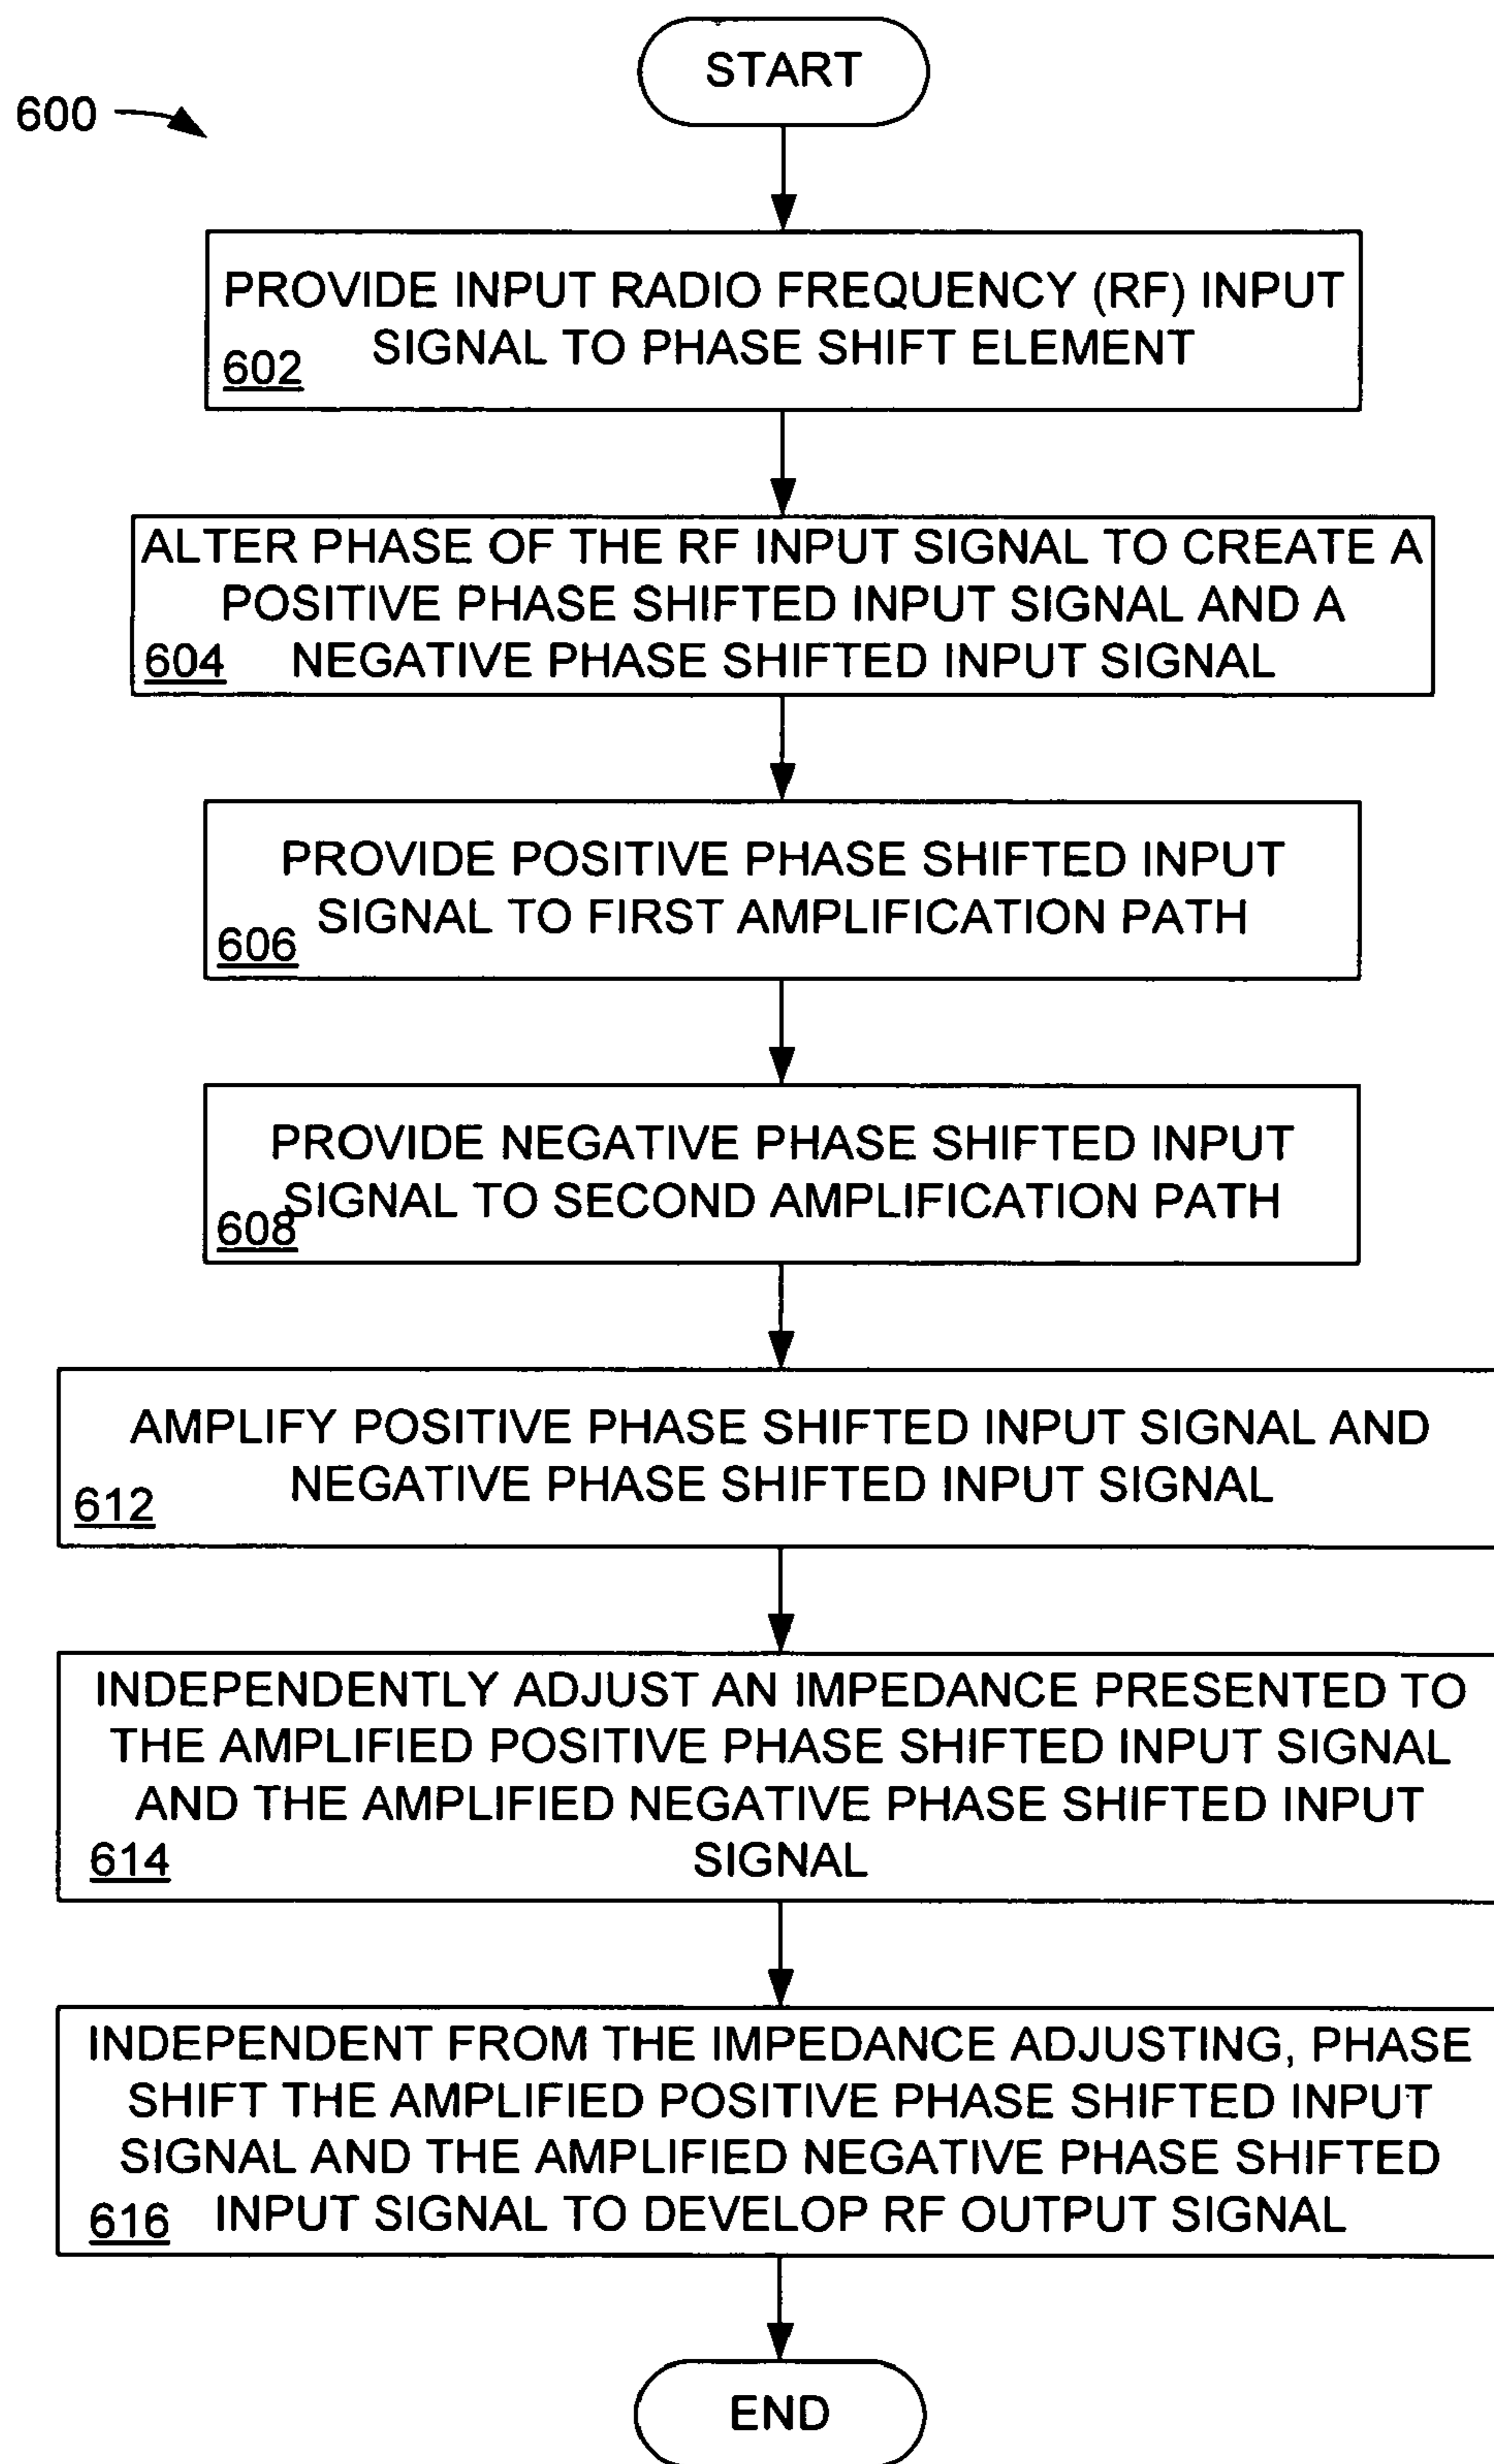 START
600
PROVIDE INPUT RADIO FREQUENCY (RF) INPUT
SIGNAL TO PHASE SHIFT ELEMENT
602
ALTER PHASE OF THE RF INPUT SIGNAL TO CREATE A
POSITIVE PHASE SHIFTED INPUT SIGNAL AND A
NEGATIVE PHASE SHIFTED INPUT SIGNAL
604
PROVIDE POSITIVE PHASE SHIFTED INPUT
SIGNAL TO FIRST AMPLIFICATION PATH
606
PROVIDE NEGATIVE PHASE SHIFTED INPUT
SIGNAL TO SECOND AMPLIFICATION PATH
608
AMPLIFY POSITIVE PHASE SHIFTED INPUT SIGNAL AND
NEGATIVE PHASE SHIFTED INPUT SIGNAL
612
INDEPENDENTLY ADJUST AN IMPEDANCE PRESENTED TO
THE AMPLIFIED POSITIVE PHASE SHIFTED INPUT SIGNAL
AND THE AMPLIFIED NEGATIVE PHASE SHIFTED INPUT
SIGNAL
614
INDEPENDENT FROM THE IMPEDANCE ADJUSTING, PHASE
SHIFT THE AMPLIFIED POSITIVE PHASE SHIFTED INPUT
SIGNAL AND THE AMPLIFIED NEGATIVE PHASE SHIFTED
INPUT SIGNAL TO DEVELOP RF OUTPUT SIGNAL
616
END